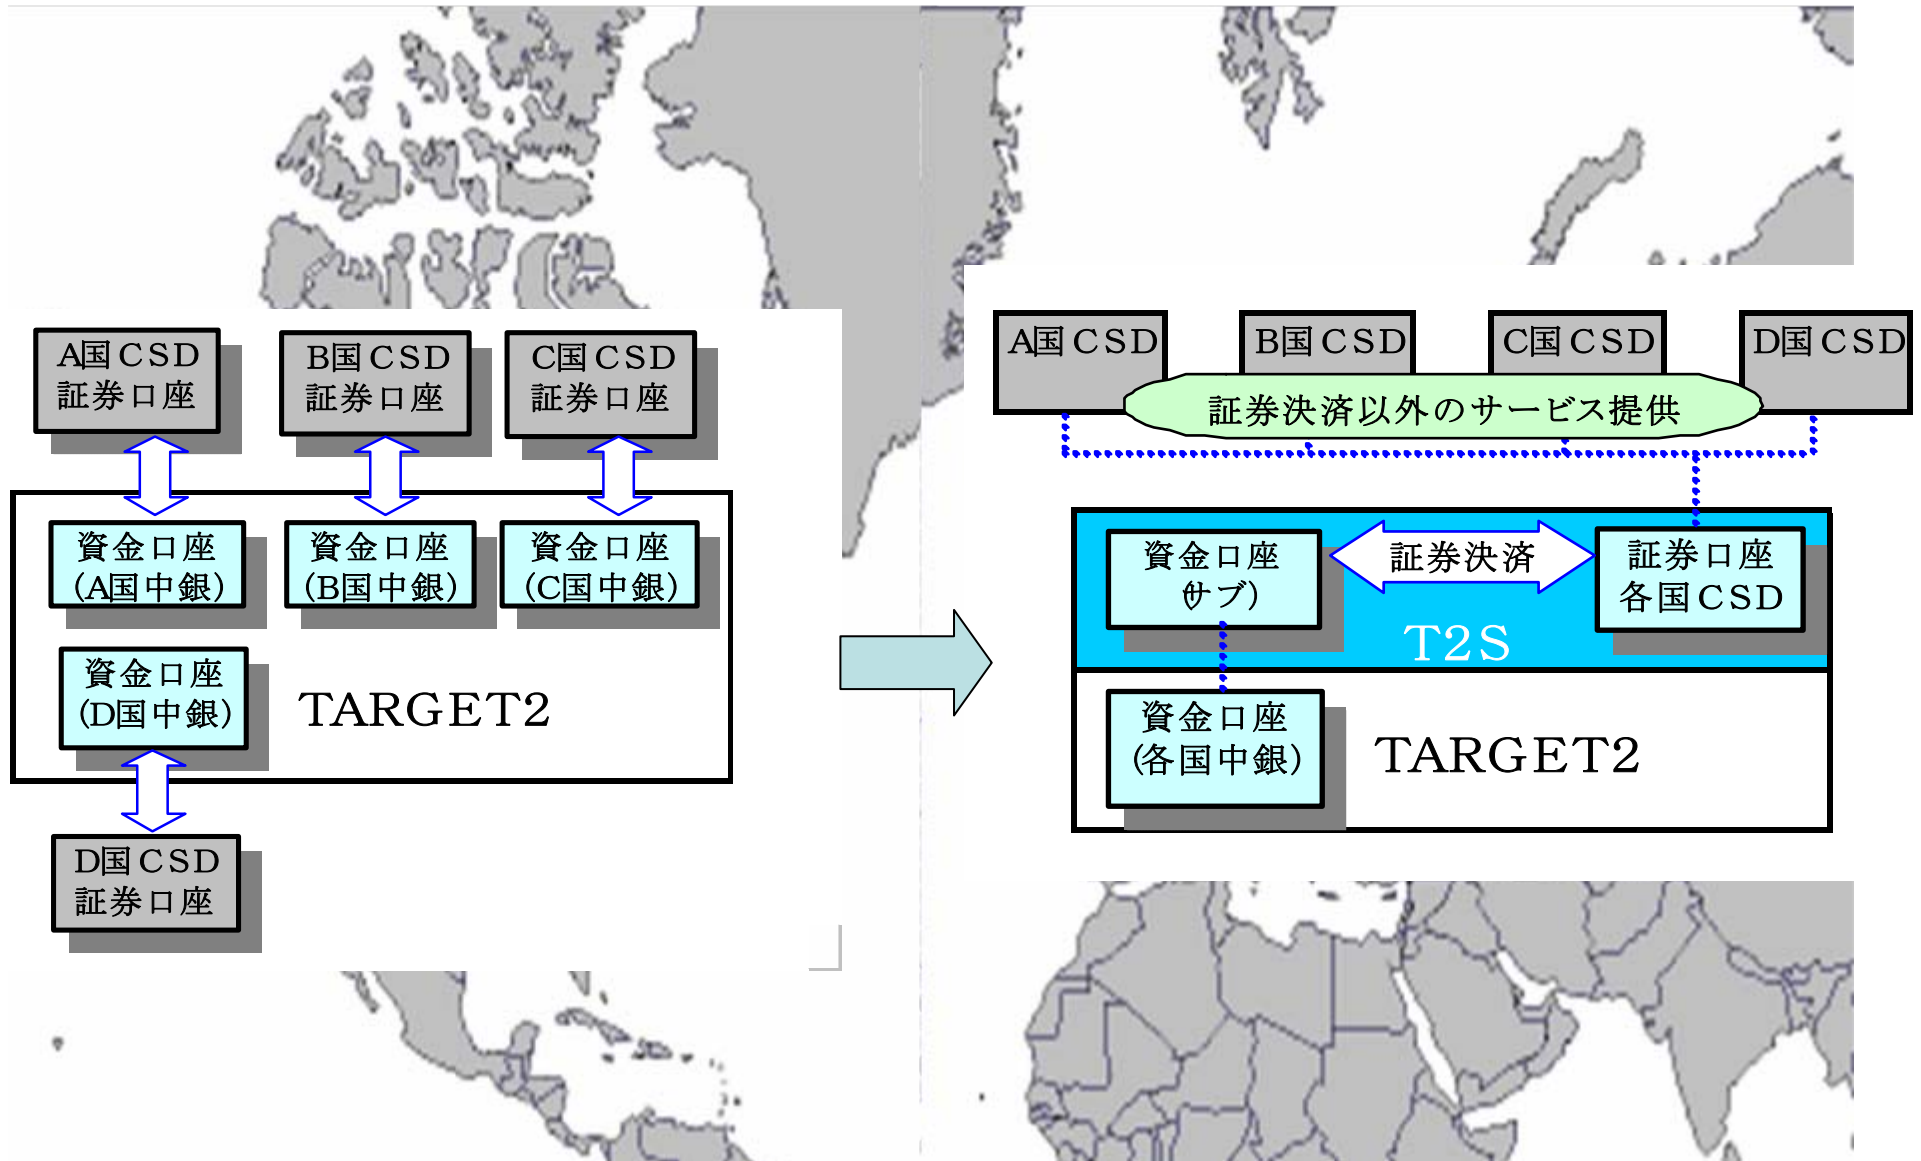 A国CSD
証券口座
B国CSD
証券口座
C国CSD
証券口座
資金口座
(A国中銀)
資金口座
(B国中銀)
資金口座
(C国中銀)
資金口座
(D国中銀)
TARGET2
D国CSD
証券口座
A国CSD
B国CSD
C国CSD
D国CSD
証券決済以外のサービス提供
資金口座
(サブ)
証券決済
証券口座
各国CSD
T2S
資金口座
(各国中銀)
TARGET2